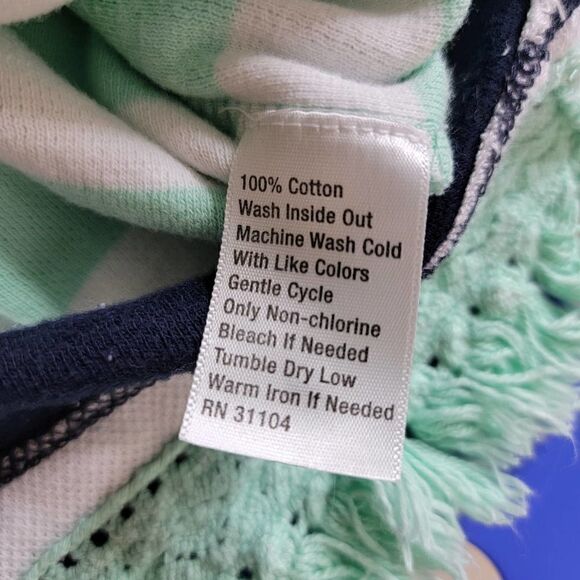 100% Cotton
Wash Inside Out
Machine Wash Cold
With Like Colors
Gentle Cycle
Only Non-chlorine
Bleach If Needed
Tumble Dry Low
Warm Iron If Needed
RN 31104